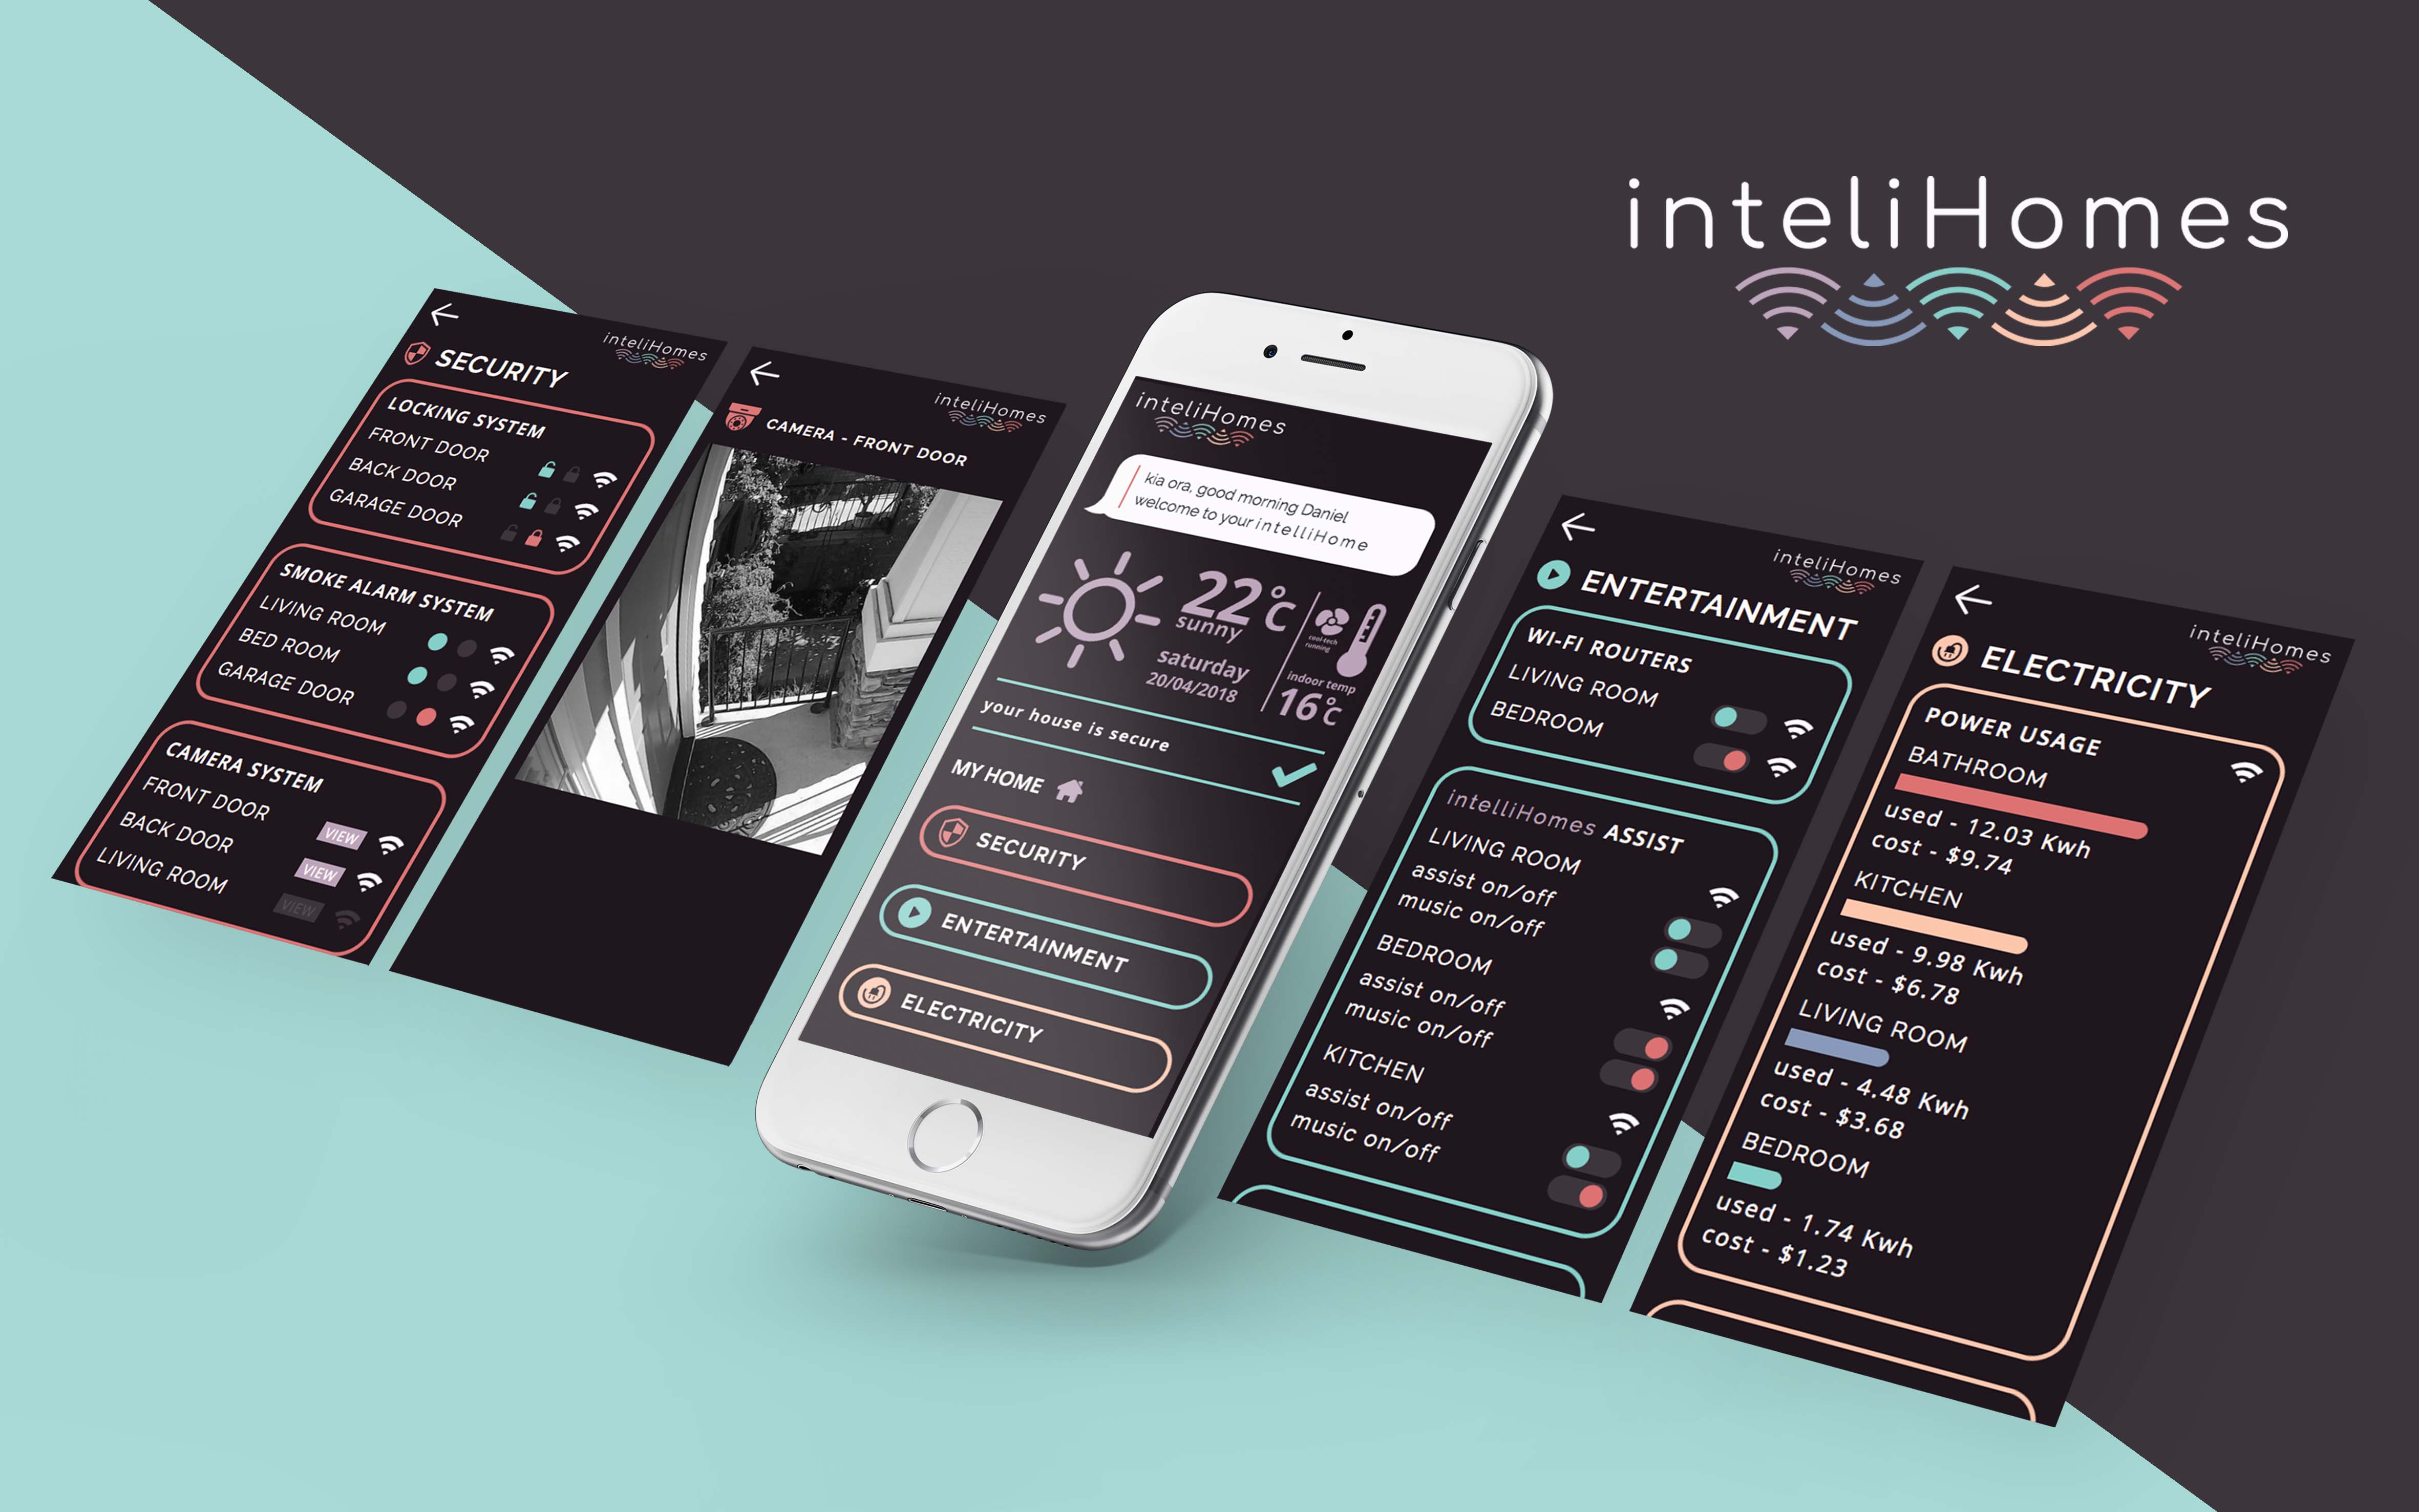 inteliHomes
inteliHomes
SECURITY
LOCKING SYSTEM
FRONT DOOR
BACK DOOR
GARAGE DOOR
SMOKE ALARM SYSTEM
LIVING ROOM
BED ROOM
GARAGE DOOR
CAMERA SYSTEM
FRONT DOOR
VIEW
BACK DOOR
VIEW
LIVING ROOM
VIEW
inteliHomes
CAMERA - FRONT DOOR
inteliHomes
kia ora, good morning Daniel
welcome to your intelliHome
22°C
sunny
saturday
20/04/2018
cool-tech
running
indoor temp
16°C
your house is secure
MY HOME
SECURITY
ENTERTAINMENT
ELECTRICITY
inteliHomes
ENTERTAINMENT
WI-FI ROUTERS
LIVING ROOM
BEDROOM
intelliHomes ASSIST
LIVING ROOM
assist on/off
music on/off
BEDROOM
assist on/off
music on/off
KITCHEN
assist on/off
music on/off
inteliHomes
ELECTRICITY
POWER USAGE
BATHROOM
used - 12.03 Kwh
cost - $9.74
KITCHEN
used - 9.98 Kwh
cost - $6.78
LIVING ROOM
used - 4.48 Kwh
cost - $3.68
BEDROOM
used - 1.74 Kwh
cost - $1.23